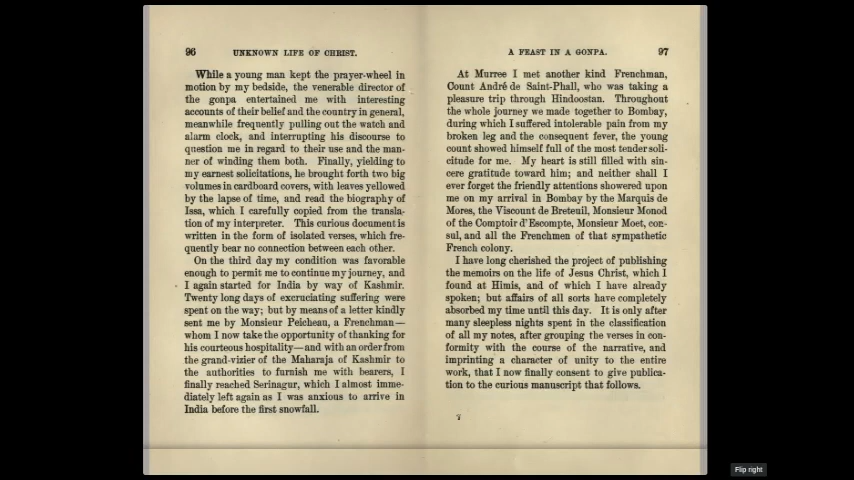 96 UNKNOWN LIFE OF CHRIST.
While a young man kept the prayer-wheel in
motion by my bedside, the venerable director of
the gonpa entertained me with interesting
accounts of their belief and the country in general,
meanwhile frequently pulling out the watch and
alarm clock, and interrupting his discourse to
question me in regard to their use and the man-
ner of winding them both. Finally, yielding to
my earnest solicitations, he brought forth two big
volumes in cardboard covers, with leaves yellowed
by the lapse of time, and read the biography of
Issa, which I carefully copied from the transla-
tion of my interpreter. This curious document is
written in the form of isolated verses, which fre-
quently bear no connection between each other.
On the third day my condition was favorable
enough to permit me to continue my journey, and
I again started for India by way of Kashmir.
Twenty long days of excruciating suffering were
spent on the way; but by means of a letter kindly
sent me by Monsieur Peicheau, a Frenchman—
whom I now take the opportunity of thanking for
his courteous hospitality—and with an order from
the grand-vizier of the Maharaja of Kashmir to
the authorities to furnish me with bearers, I
finally reached Serinagur, which I almost imme-
diately left again as I was anxious to arrive in
India before the first snowfall.
A FEAST IN A GONPA. 97
At Murree I met another kind Frenchman,
Count André de Saint-Phall, who was taking a
pleasure trip through Hindoostan. Throughout
the whole journey we made together to Bombay,
during which I suffered intolerable pain from my
broken leg and the consequent fever, the young
count showed himself full of the most tender soli-
citude for me. My heart is still filled with sin-
cere gratitude toward him; and neither shall I
ever forget the friendly attentions showered upon
me on my arrival in Bombay by the Marquis de
Mores, the Viscount de Breteuil, Monsieur Monod
of the Comptoir d'Escompte, Monsieur Moet, con-
sul, and all the Frenchmen of that sympathetic
French colony.
I have long cherished the project of publishing
the memoirs on the life of Jesus Christ, which I
found at Himis, and of which I have already
spoken; but affairs of all sorts have completely
absorbed my time until this day. It is only after
many sleepless nights spent in the classification
of all my notes, after grouping the verses in con-
formity with the course of the narrative, and
imprinting a character of unity to the entire
work, that I now finally consent to give publica-
tion to the curious manuscript that follows.
7
Flip right